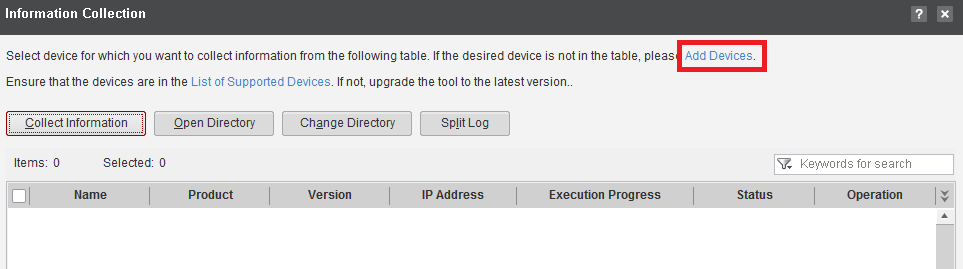 Information Collection ? ×
Select device for which you want to collect information from the following table. If the desired device is not in the table, please Add Devices.
Ensure that the devices are in the List of Supported Devices. If not, upgrade the tool to the latest version..
Collect Information Open Directory Change Directory Split Log
Items: 0 Selected: 0 Keywords for search
Name Product Version IP Address Execution Progress Status Operation